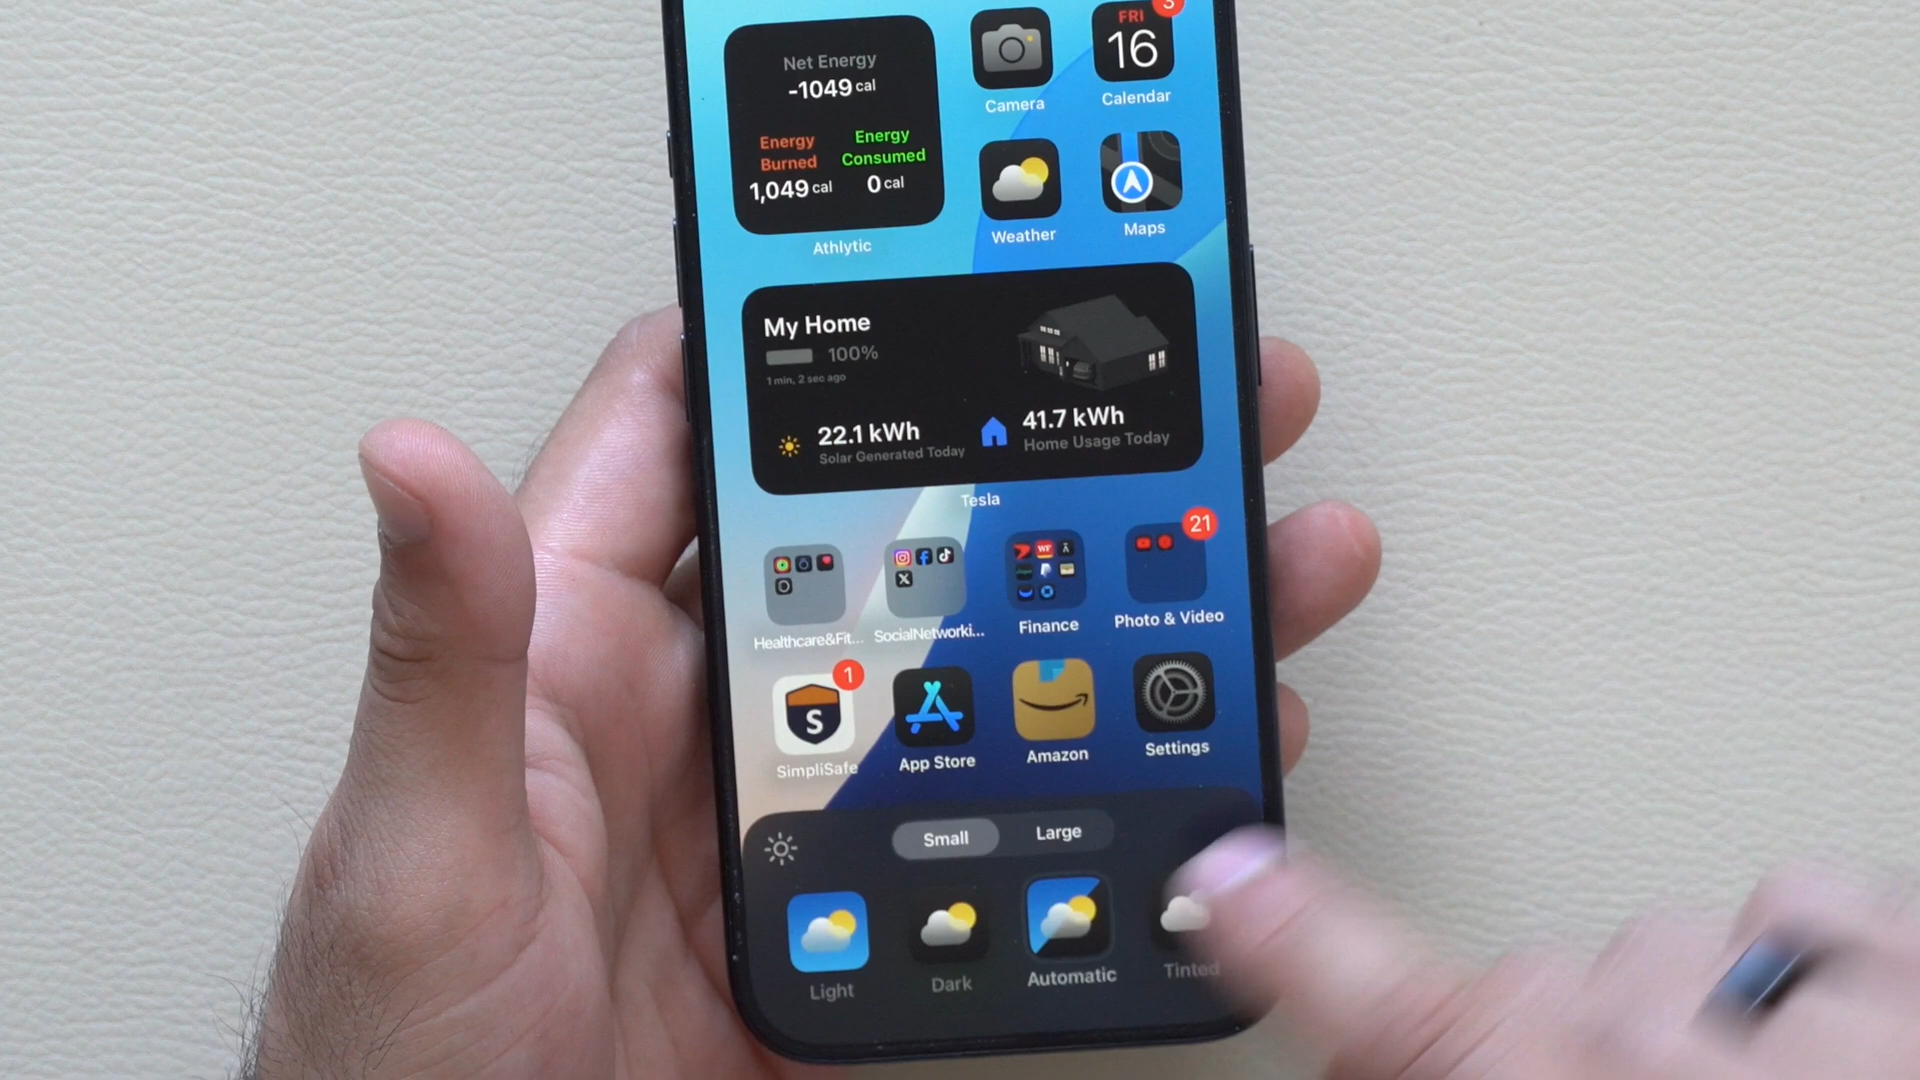 Net Energy
-1049 cal
Energy
Burned
1,049 cal
Energy
Consumed
0 cal
Athlytic
Camera
FRI
16
3
Calendar
Weather
Maps
My Home
100%
1 min, 2 sec ago
22.1 kWh
Solar Generated Today
41.7 kWh
Home Usage Today
Tesla
Healthcare&Fit...
SocialNetworki...
Finance
WF
21
Photo & Video
1
S
SimpliSafe
App Store
Amazon
Settings
Small
Large
Light
Dark
Automatic
Tinted